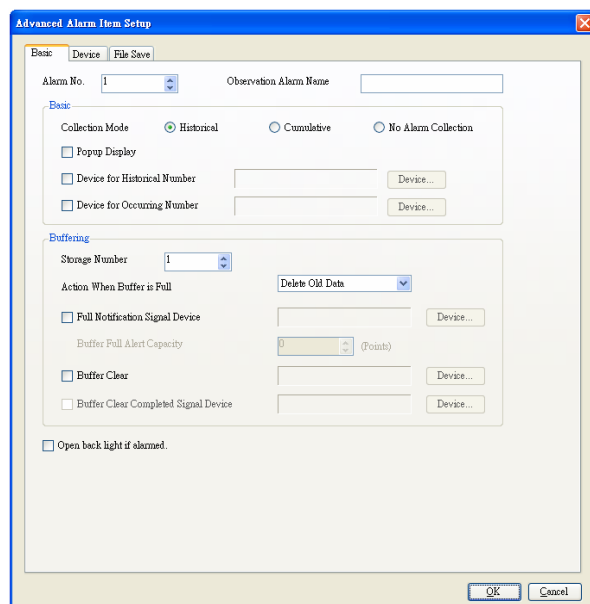 Advanced Alarm Item Setup
Basic Device File Save
Alarm No. 1 Observation Alarm Name
Basic
Collection Mode Historical Cumulative No Alarm Collection
Popup Display
Device for Historical Number Device...
Device for Occurring Number Device...
Buffering
Storage Number 1
Action When Buffer is Full Delete Old Data
Full Notification Signal Device Device...
Buffer Full Alert Capacity 0 (Points)
Buffer Clear Device...
Buffer Clear Completed Signal Device Device...
Open back light if alarmed.
OK Cancel